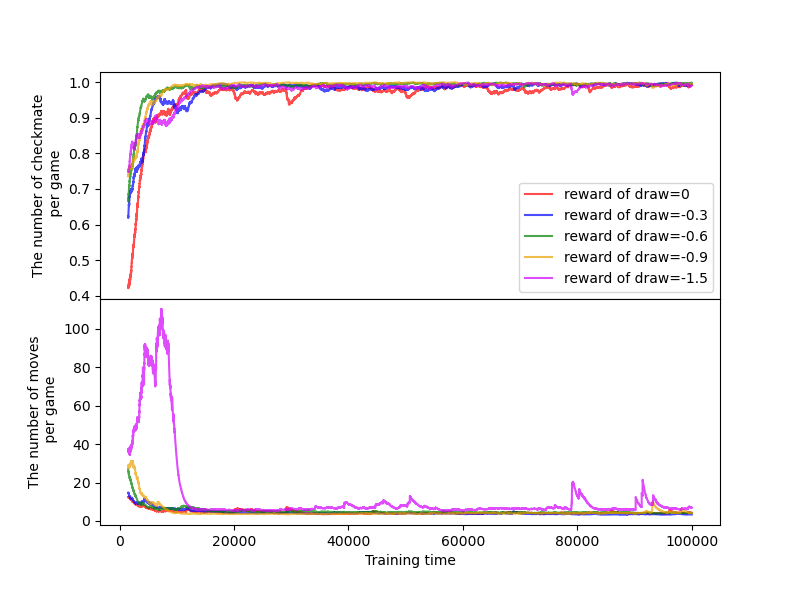 The number of checkmate
per game
1.0
0.9
0.8
0.7
0.6
0.5
0.4
reward of draw=0
reward of draw=-0.3
reward of draw=-0.6
reward of draw=-0.9
reward of draw=-1.5
The number of moves
per game
100
80
60
40
20
0
0 20000 40000 60000 80000 100000
Training time